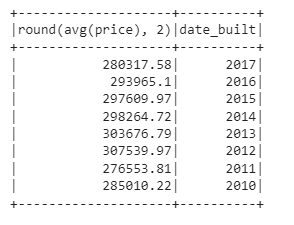 +--------------------+----------+
|round(avg(price), 2)|date_built|
+--------------------+----------+
|           280317.58|      2017|
|            293965.1|      2016|
|           297609.97|      2015|
|           298264.72|      2014|
|           303676.79|      2013|
|           307539.97|      2012|
|           276553.81|      2011|
|           285010.22|      2010|
+--------------------+----------+